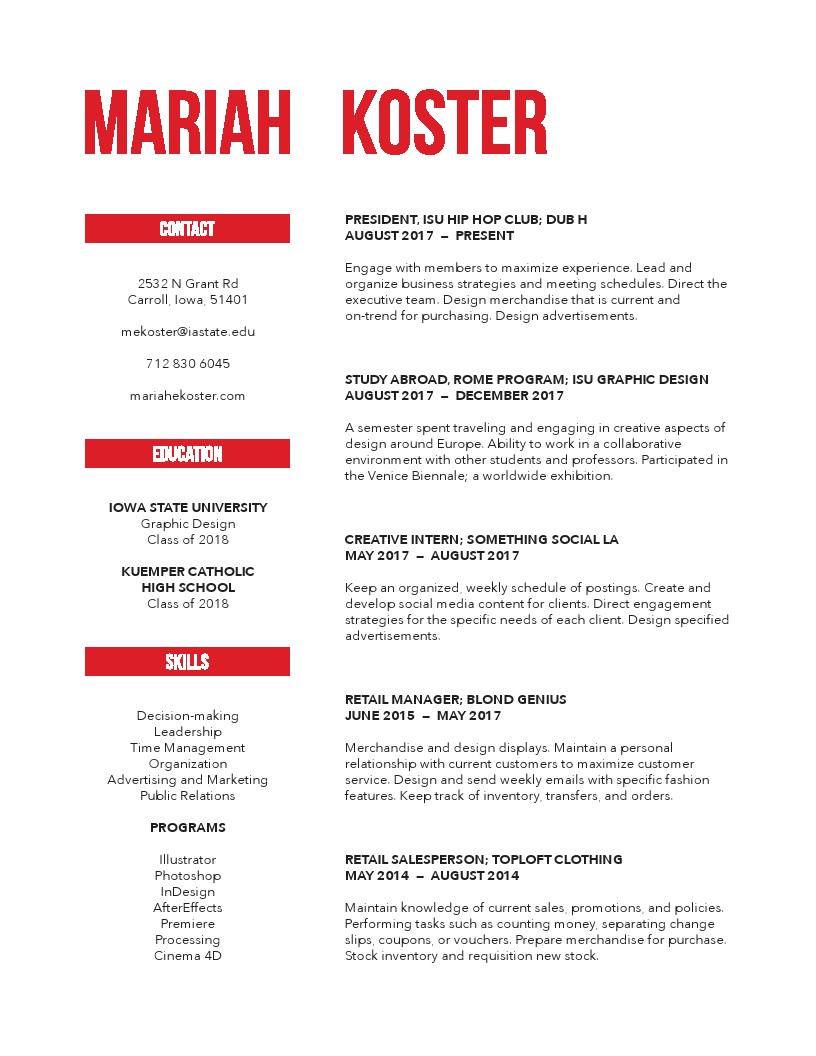 MARIAH KOSTER
CONTACT
2532 N Grant Rd
Carroll, Iowa, 51401
mekoster@iastate.edu
712 830 6045
mariahekoster.com
EDUCATION
IOWA STATE UNIVERSITY
Graphic Design
Class of 2018
KUEMPER CATHOLIC
HIGH SCHOOL
Class of 2018
SKILLS
Decision-making
Leadership
Time Management
Organization
Advertising and Marketing
Public Relations
PROGRAMS
Illustrator
Photoshop
InDesign
AfterEffects
Premiere
Processing
Cinema 4D
PRESIDENT, ISU HIP HOP CLUB; DUB H
AUGUST 2017 – PRESENT
Engage with members to maximize experience. Lead and
organize business strategies and meeting schedules. Direct the
executive team. Design merchandise that is current and
on-trend for purchasing. Design advertisements.
STUDY ABROAD, ROME PROGRAM; ISU GRAPHIC DESIGN
AUGUST 2017 – DECEMBER 2017
A semester spent traveling and engaging in creative aspects of
design around Europe. Ability to work in a collaborative
environment with other students and professors. Participated in
the Venice Biennale; a worldwide exhibition.
CREATIVE INTERN; SOMETHING SOCIAL LA
MAY 2017 – AUGUST 2017
Keep an organized, weekly schedule of postings. Create and
develop social media content for clients. Direct engagement
strategies for the specific needs of each client. Design specified
advertisements.
RETAIL MANAGER; BLOND GENIUS
JUNE 2015 – MAY 2017
Merchandise and design displays. Maintain a personal
relationship with current customers to maximize customer
service. Design and send weekly emails with specific fashion
features. Keep track of inventory, transfers, and orders.
RETAIL SALESPERSON; TOPLOFT CLOTHING
MAY 2014 – AUGUST 2014
Maintain knowledge of current sales, promotions, and policies.
Performing tasks such as counting money, separating change
slips, coupons, or vouchers. Prepare merchandise for purchase.
Stock inventory and requisition new stock.